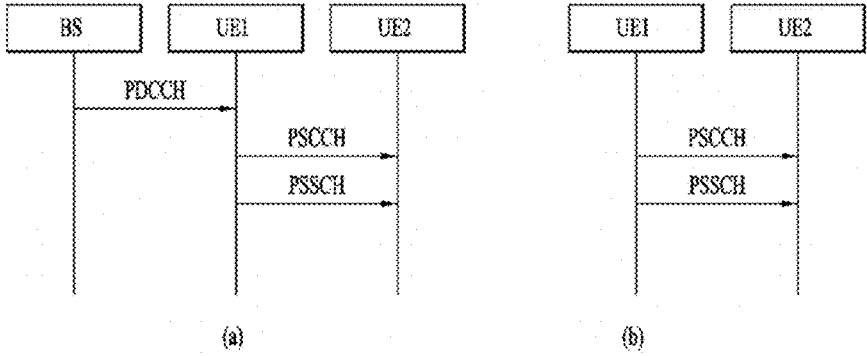 BS UE1 UE2 UE1 UE2
PDCCH
PSCCH PSCCH
PSSCH PSSCH
(a) (b)